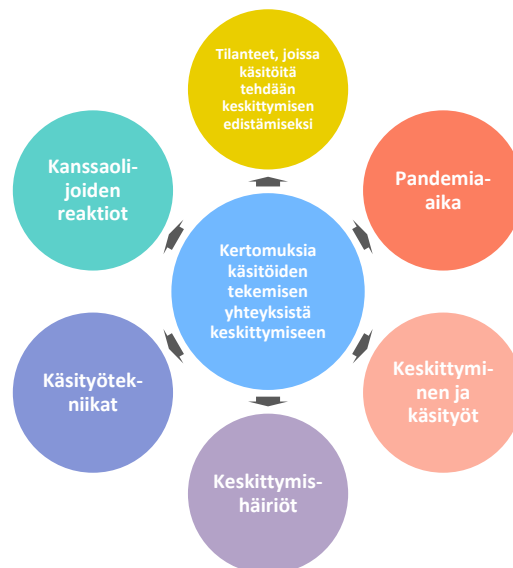 Tilanteet, joissa
käsitöitä
tehdään
keskittymisen
edistämiseksi
Kanssaoli-
joiden
reaktiot
Pandemia-
aika
Kertomuksia
käsitöiden
tekemisen
yhteyksistä
keskittymiseen
Käsityötek-
niikat
Keskittymi-
nen ja
käsityöt
Keskittymis-
häiriöt